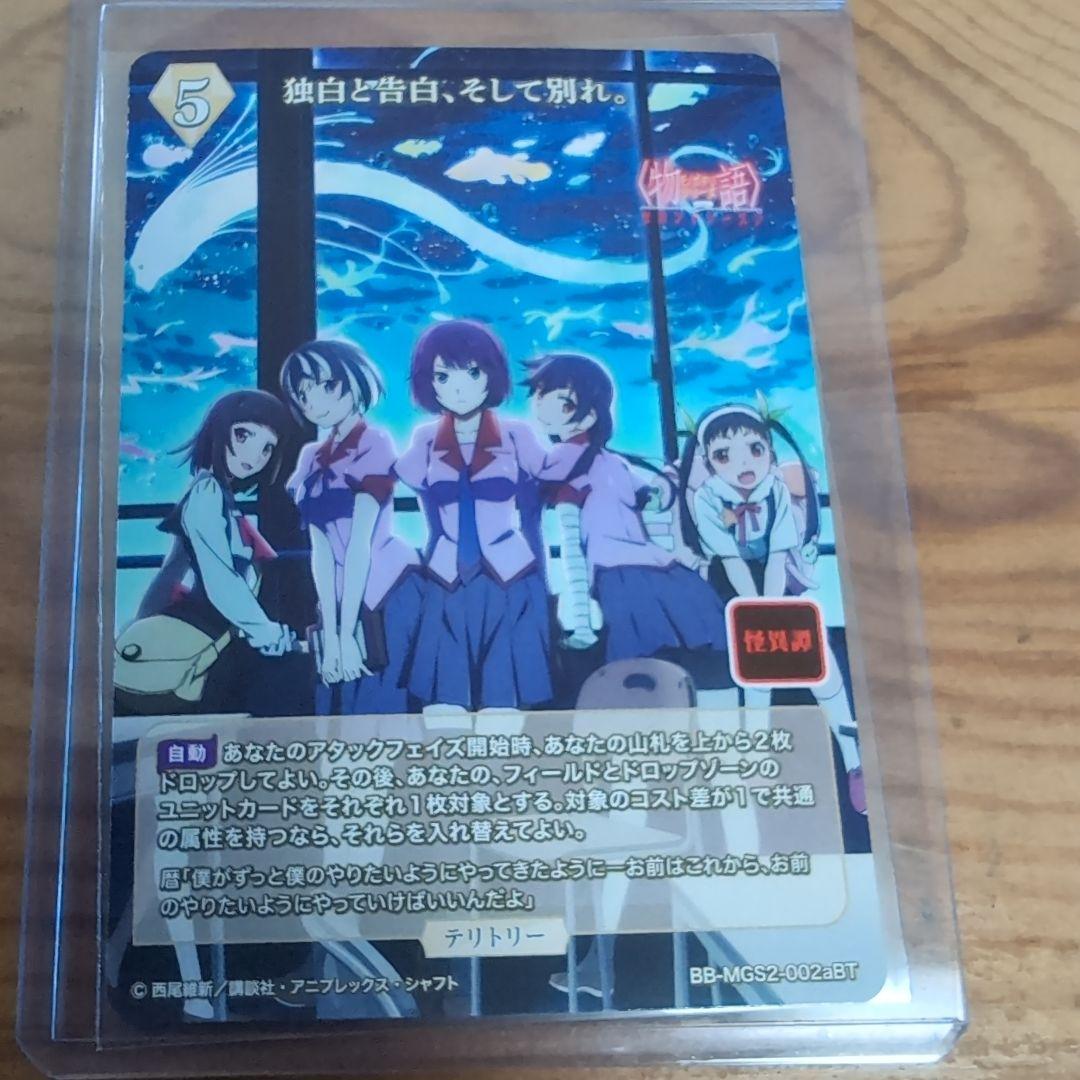 5
独白と告白、そして別れ。
〈物語〉
セカンドシーズン
怪異譚
自動 あなたのアタックフェイズ開始時、あなたの山札を上から2枚
ドロップしてよい。その後、あなたの、フィールドとドロップゾーンの
ユニットカードをそれぞれ1枚対象とする。対象のコスト差が1で共通
の属性を持つなら、それらを入れ替えてよい。
暦「僕がずっと僕のやりたいようにやってきたように―お前はこれから、お前
のやりたいようにやっていけばいいんだよ」
テリトリー
BB-MGS2-002aBT
© 西尾維新／講談社・アニプレックス・シャフト